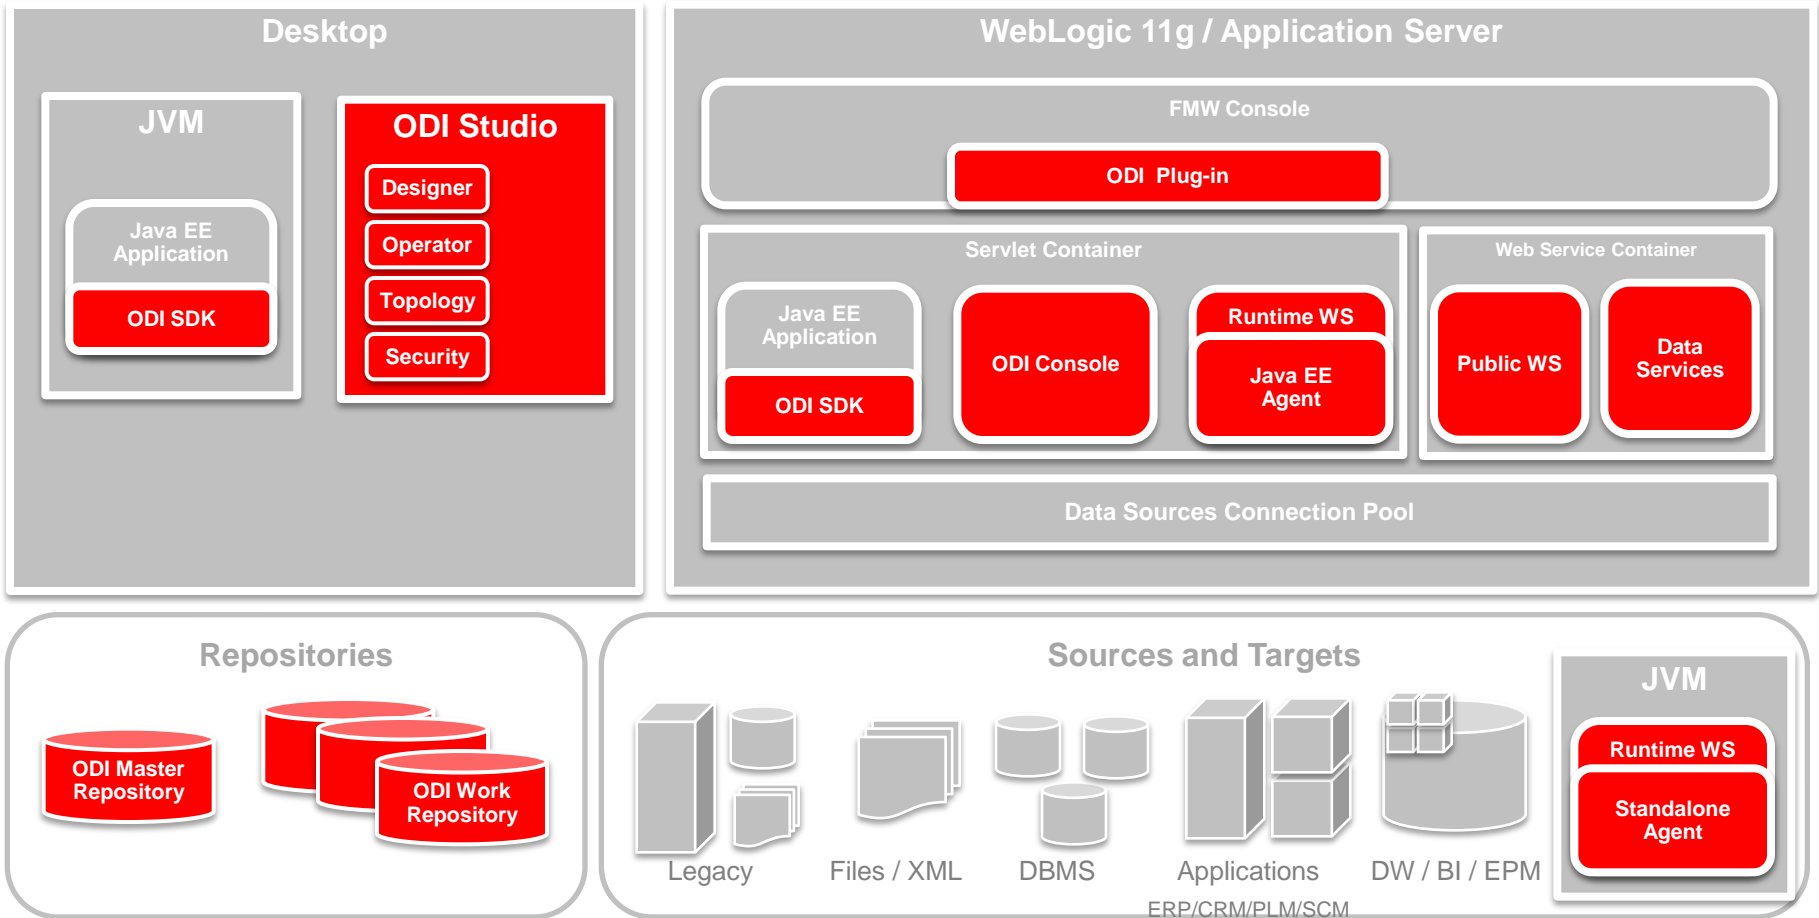 Desktop
JVM
Java EE
Application
ODI SDK
ODI Studio
Designer
Operator
Topology
Security
WebLogic 11g / Application Server
FMW Console
ODI Plug-in
Servlet Container
Java EE
Application
ODI SDK
ODI Console
Runtime WS
Java EE
Agent
Web Service Container
Public WS
Data
Services
Data Sources Connection Pool
Repositories
ODI Master
Repository
ODI Work
Repository
Sources and Targets
Legacy
Files / XML
DBMS
Applications
ERP/CRM/PLM/SCM
DW / BI / EPM
JVM
Runtime WS
Standalone
Agent